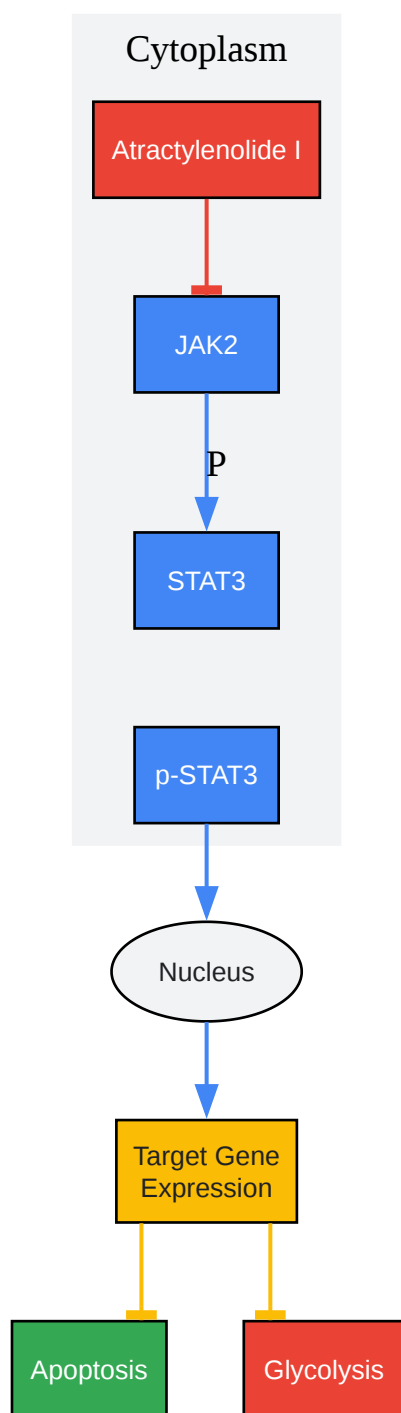 Cytoplasm
Atractylenolide I
JAK2
P
STAT3
p-STAT3
Nucleus
Target Gene
Expression
Apoptosis
Glycolysis